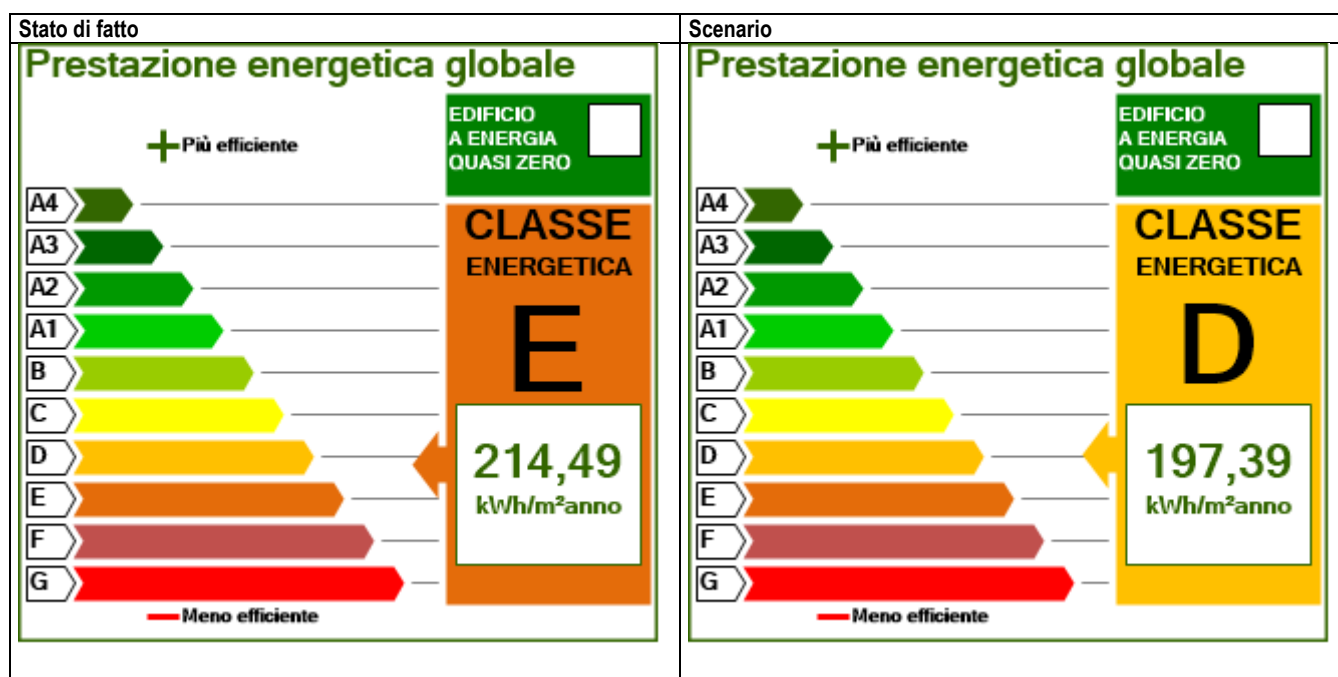 Stato di fatto
Prestazione energetica globale
EDIFICIO
A ENERGIA
QUASI ZERO
Più efficiente
A4
A3
A2
A1
B
C
D
E
F
G
CLASSE
ENERGETICA
E
214,49
kWh/m²anno
Meno efficiente
Scenario
Prestazione energetica globale
EDIFICIO
A ENERGIA
QUASI ZERO
Più efficiente
A4
A3
A2
A1
B
C
D
E
F
G
CLASSE
ENERGETICA
D
197,39
kWh/m²anno
Meno efficiente